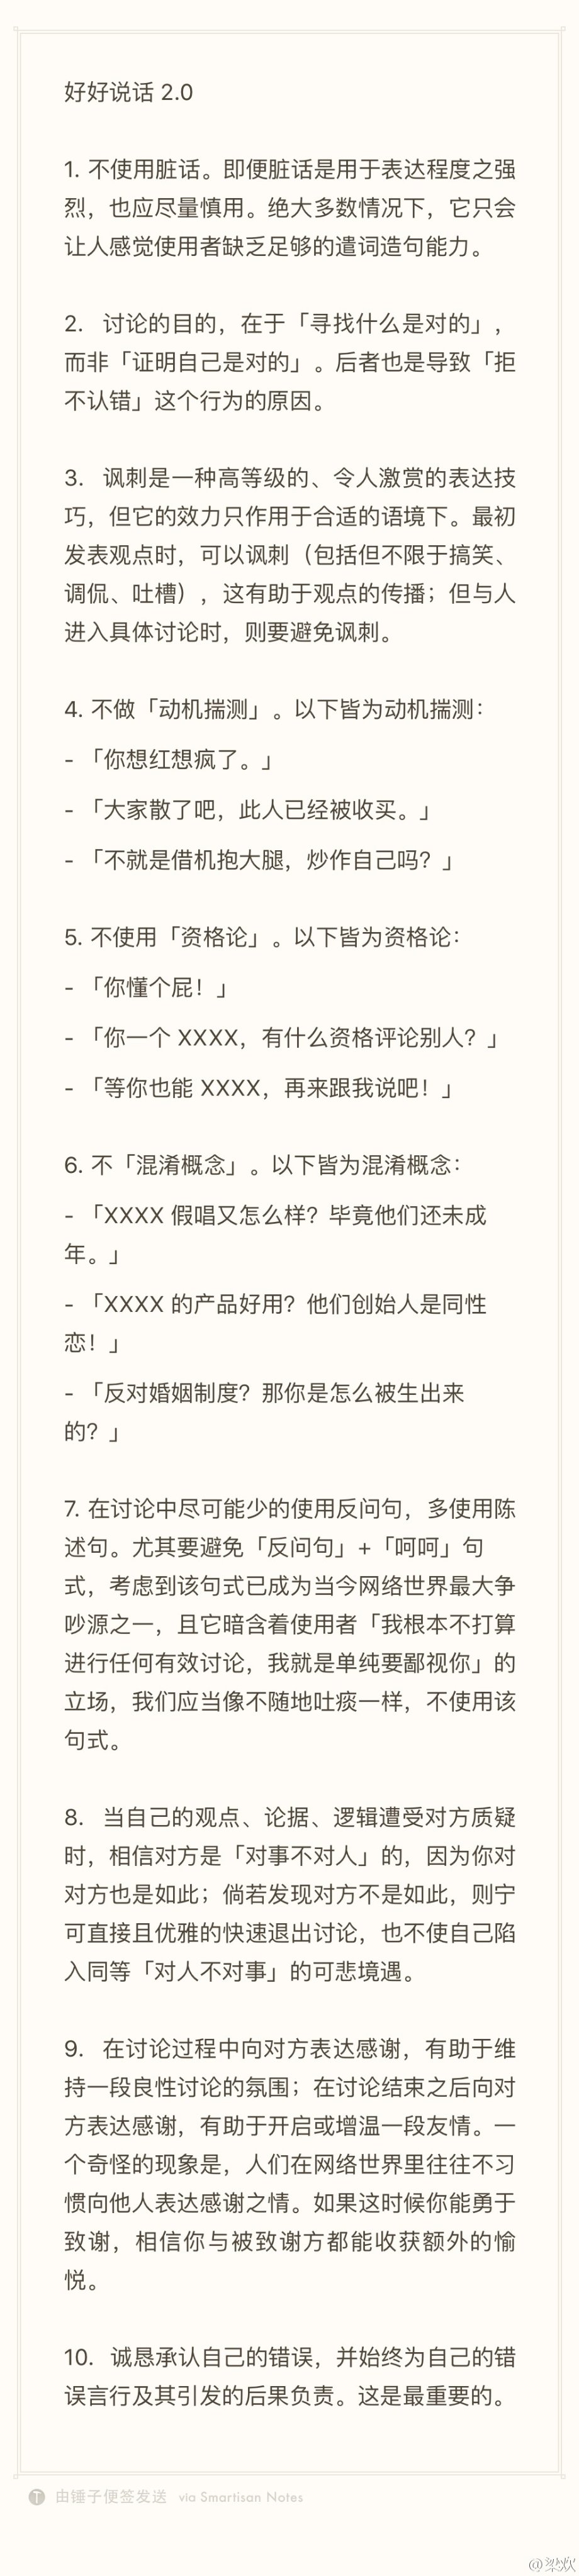 好好说话 2.0
1. 不使用脏话。即便脏话是用于表达程度之强
烈，也应尽量慎用。绝大多数情况下，它只会
让人感觉使用者缺乏足够的遣词造句能力。
2. 讨论的目的，在于「寻找什么是对的」，
而非「证明自己是对的」。后者也是导致「拒
不认错」这个行为的原因。
3. 讽刺是一种高等级的、令人激赏的表达技
巧，但它的效力只作用于合适的语境下。最初
发表观点时，可以讽刺（包括但不限于搞笑、
调侃、吐槽），这有助于观点的传播；但与人
进入具体讨论时，则要避免讽刺。
4. 不做「动机揣测」。以下皆为动机揣测：
- 「你想红想疯了。」
- 「大家散了吧，此人已经被收买。」
- 「不就是借机抱大腿，炒作自己吗？」
5. 不使用「资格论」。以下皆为资格论：
- 「你懂个屁！」
- 「你一个 XXXX，有什么资格评论别人？」
- 「等你也能 XXXX，再来跟我说吧！」
6. 不「混淆概念」。以下皆为混淆概念：
- 「XXXX 假唱又怎么样？毕竟他们还未成
年。」
- 「XXXX 的产品好用？他们创始人是同性
恋！」
- 「反对婚姻制度？那你是怎么被生出来
的？」
7. 在讨论中尽可能少的使用反问句，多使用陈
述句。尤其要避免「反问句」+「呵呵」句
式，考虑到该句式已成为当今网络世界最大争
吵源之一，且它暗含着使用者「我根本不打算
进行任何有效讨论，我就是单纯要鄙视你」的
立场，我们应当像不随地吐痰一样，不使用该
句式。
8. 当自己的观点、论据、逻辑遭受对方质疑
时，相信对方是「对事不对人」的，因为你对
对方也是如此；倘若发现对方不是如此，则宁
可直接且优雅的快速退出讨论，也不使自己陷
入同等「对人不对事」的可悲境遇。
9. 在讨论过程中向对方表达感谢，有助于维
持一段良性讨论的氛围；在讨论结束之后向对
方表达感谢，有助于开启或增温一段友情。一
个奇怪的现象是，人们在网络世界里往往不习
惯向他人表达感谢之情。如果这时候你能勇于
致谢，相信你与被致谢方都能收获额外的愉
悦。
10. 诚恳承认自己的错误，并始终为自己的错
误言行及其引发的后果负责。这是最重要的。
T 由锤子便签发送 via Smartisan Notes
@梁欢